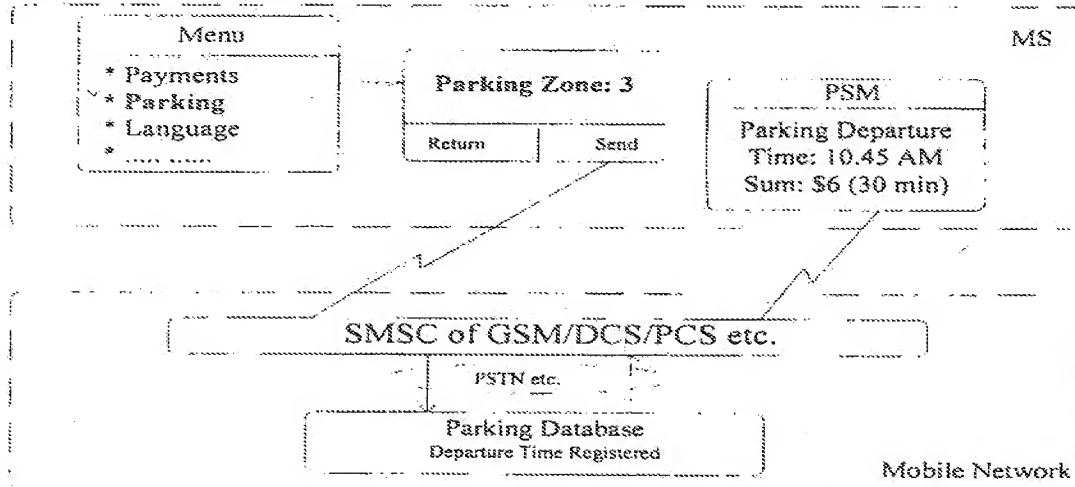 MS
Menu
* Payments
* Parking
* Language
* ..... ......
Parking Zone: 3
Return
Send
PSM
Parking Departure
Time: 10.45 AM
Sum: $6 (30 min)
SMSC of GSM/DCS/PCS etc.
PSTN etc.
Parking Database
Departure Time Registered
Mobile Network